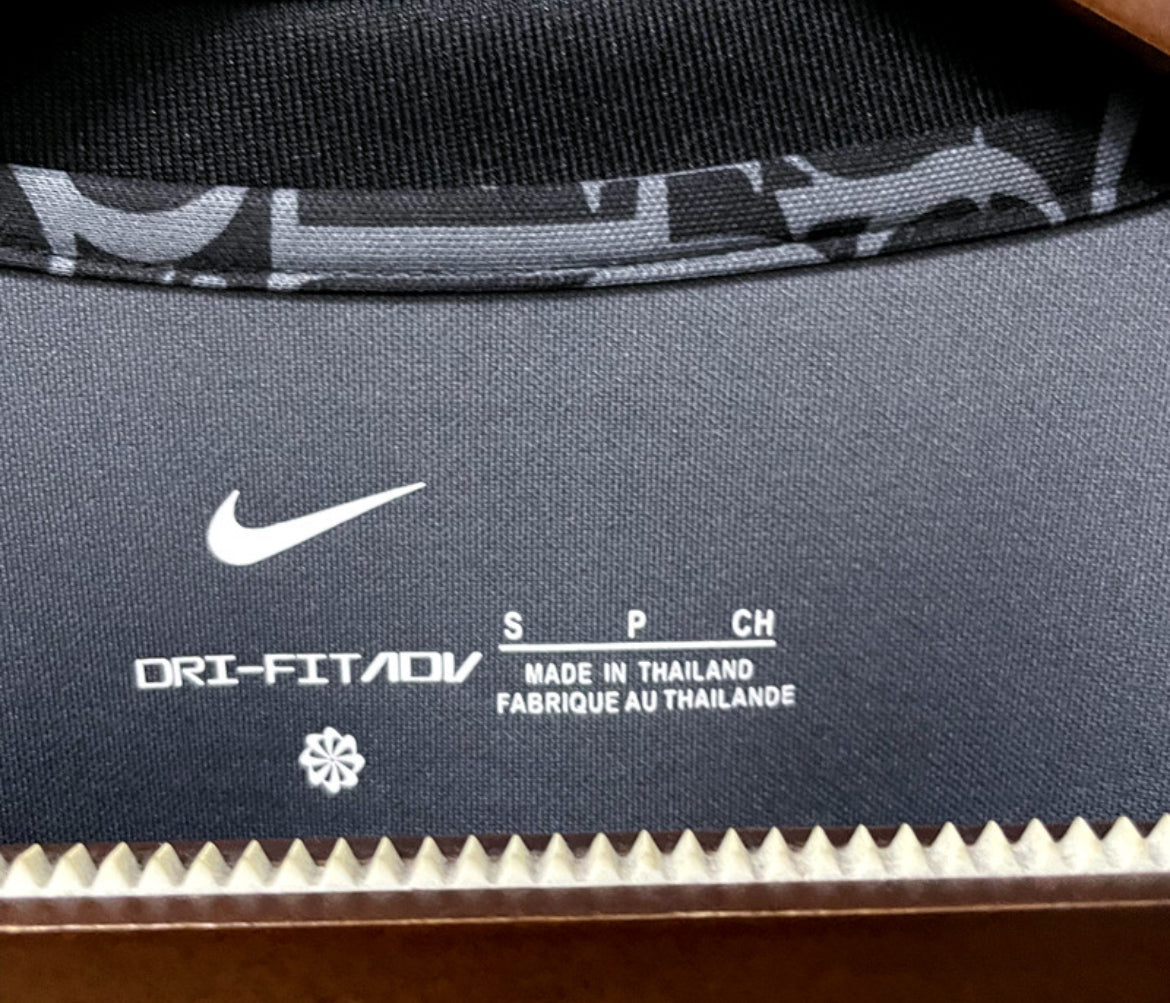 DRI-FIT ADV
S P CH
MADE IN THAILAND
FABRIQUE AU THAILANDE